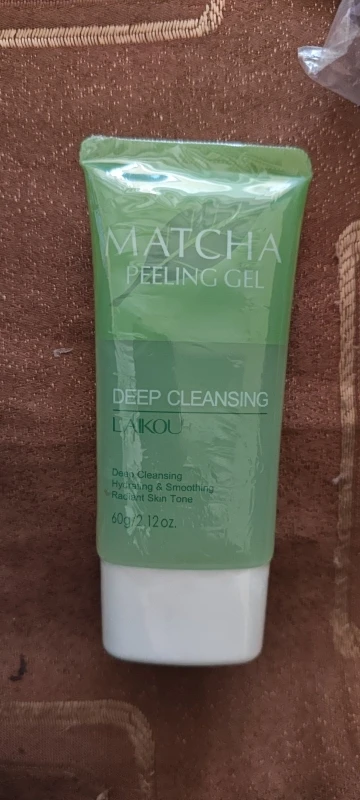 MATCHA
PEELING GEL
DEEP CLEANSING
LAIKOU
Deep Cleansing
Hydrating & Smoothing
Radiant Skin Tone
60g/2.12oz.